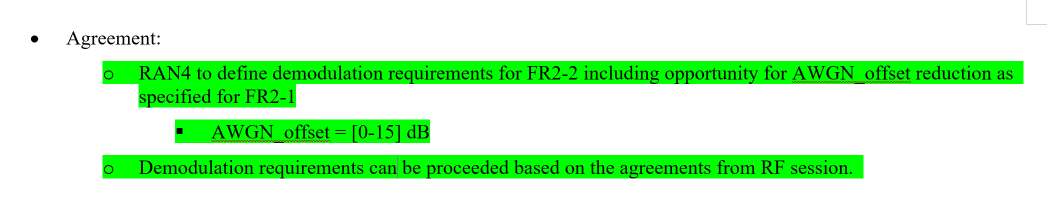 • Agreement:
o RAN4 to define demodulation requirements for FR2-2 including opportunity for AWGN_offset reduction as
specified for FR2-1
▪ AWGN_offset = [0-15] dB
o Demodulation requirements can be proceeded based on the agreements from RF session.